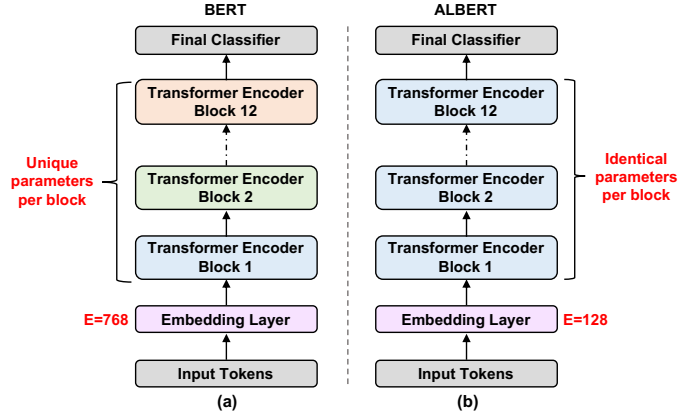 BERT
Final Classifier
Transformer Encoder
Block 12
Unique
parameters
per block
Transformer Encoder
Block 2
Transformer Encoder
Block 1
E=768
Embedding Layer
Input Tokens
(a)
ALBERT
Final Classifier
Transformer Encoder
Block 12
Identical
parameters
per block
Transformer Encoder
Block 2
Transformer Encoder
Block 1
Embedding Layer
E=128
Input Tokens
(b)